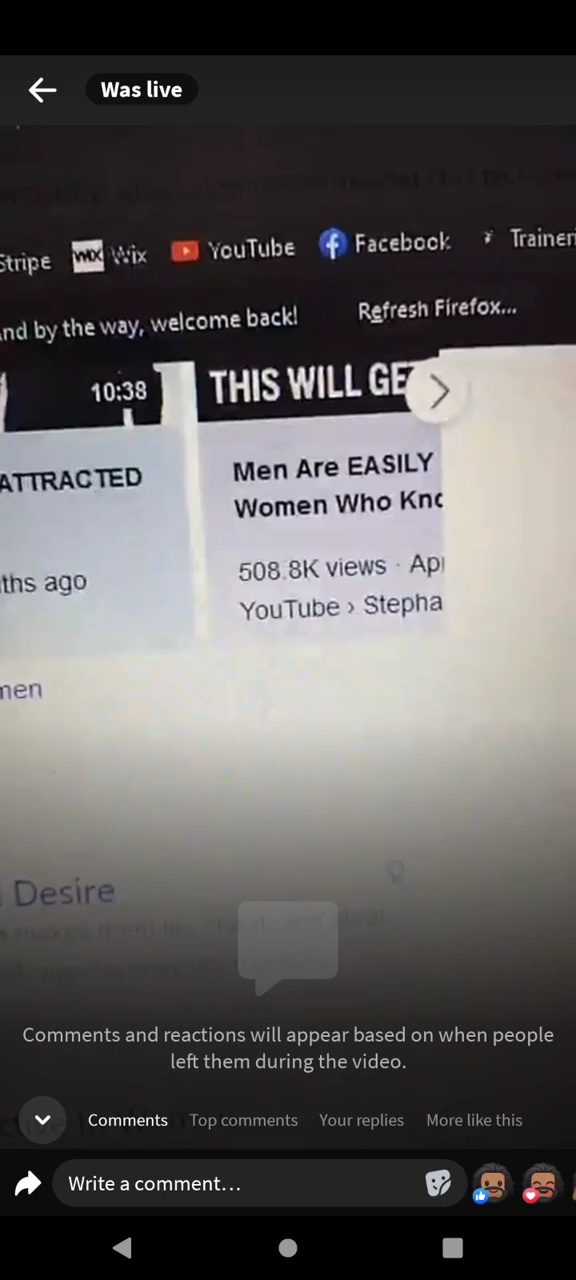 Was live
Stripe
WIX Wix
YouTube
Facebook
Traineri
And by the way, welcome back!
Refresh Firefox...
10:38
THIS WILL GE
ATTRACTED
Men Are EASILY
Women Who Kno
ths ago
508.8K views · Ap
YouTube › Stepha
men
Desire
Comments and reactions will appear based on when people
left them during the video.
Comments Top comments Your replies More like this
Write a comment…